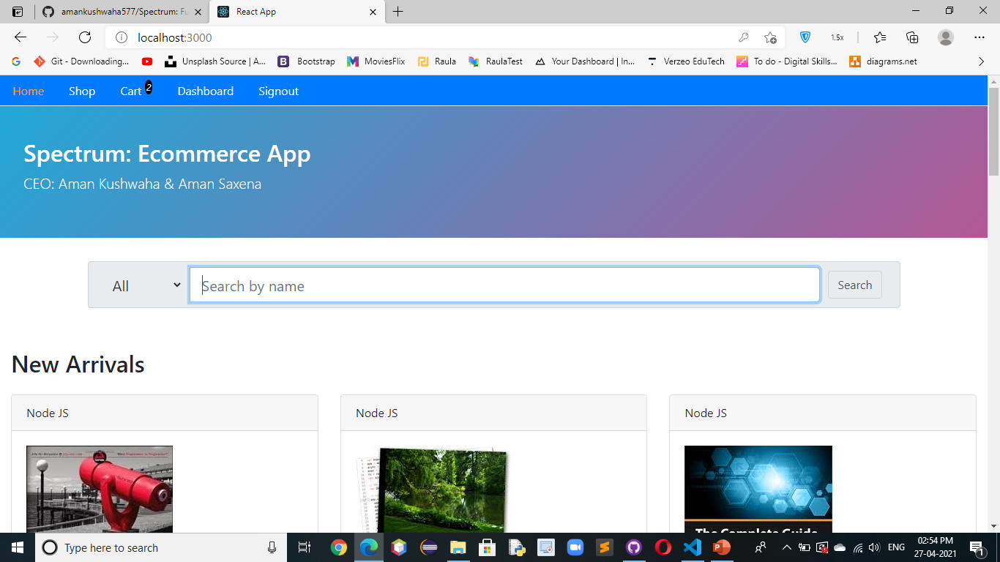 amankushwaha577/Spectrum: Fu
React App
localhost:3000
1.5x
Git - Downloading...
Unsplash Source | A...
Bootstrap
MoviesFlix
Raula
RaulaTest
Your Dashboard | In...
Verzeo EduTech
To do - Digital Skills...
diagrams.net
Home Shop Cart 2 Dashboard Signout
Spectrum: Ecommerce App
CEO: Aman Kushwaha & Aman Saxena
All Search by name Search
New Arrivals
Node JS Node JS Node JS
The Complete Guide
Type here to search
ENG
02:54 PM
27-04-2021
1